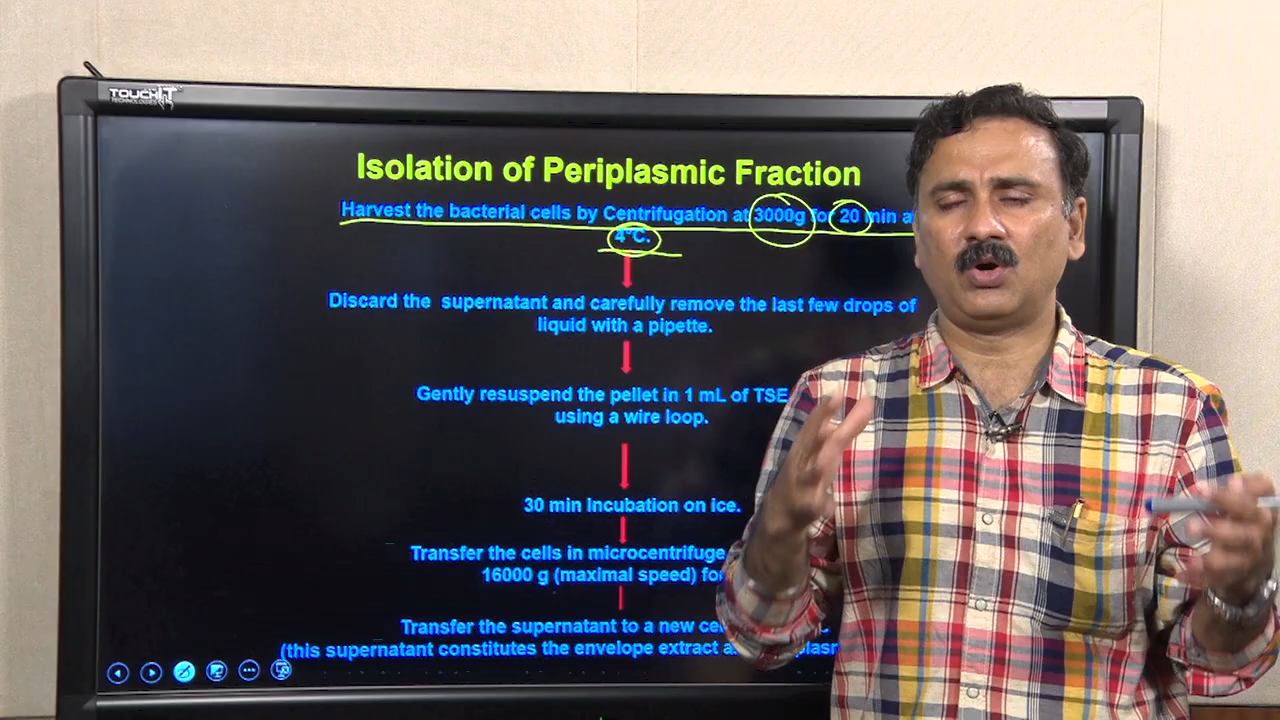 TOUCHIT
TECHNOLOGIES
Isolation of Periplasmic Fraction
Harvest the bacterial cells by Centrifugation at 3000g for 20 min
4°C.
Discard the supernatant and carefully remove the last few drops of
liquid with a pipette.
Gently resuspend the pellet in 1 mL of TSE
using a wire loop.
30 min Incubation on ice.
Transfer the cells in microcentrifuge
16000 g (maximal speed) for
Transfer the supernatant to a new
(this supernatant constitutes the envelope extract